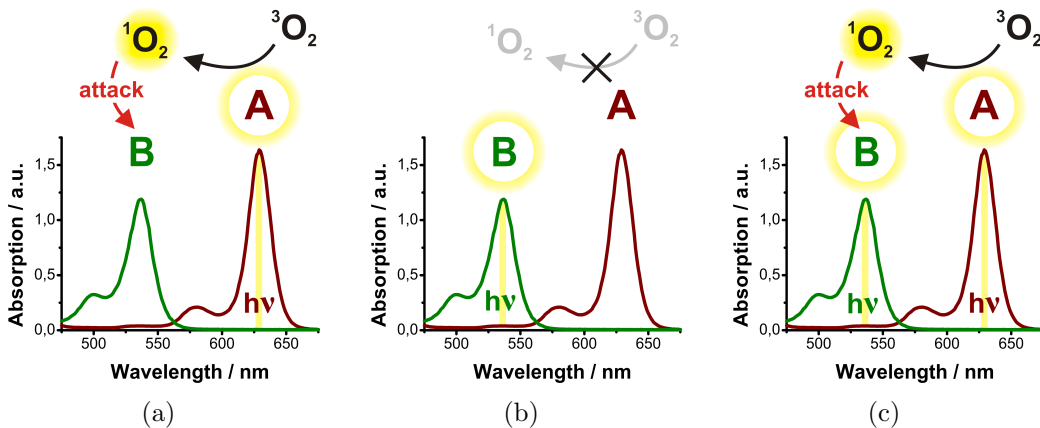 ¹O₂
³O₂
attack
A
B
Absorption / a.u.
1,5
1,0
0,5
0,0
hν
500
550
600
650
Wavelength / nm
(a)
¹O₂
³O₂
A
B
Absorption / a.u.
1,5
1,0
0,5
0,0
hν
500
550
600
650
Wavelength / nm
(b)
¹O₂
³O₂
attack
A
B
Absorption / a.u.
1,5
1,0
0,5
0,0
hν
hν
500
550
600
650
Wavelength / nm
(c)